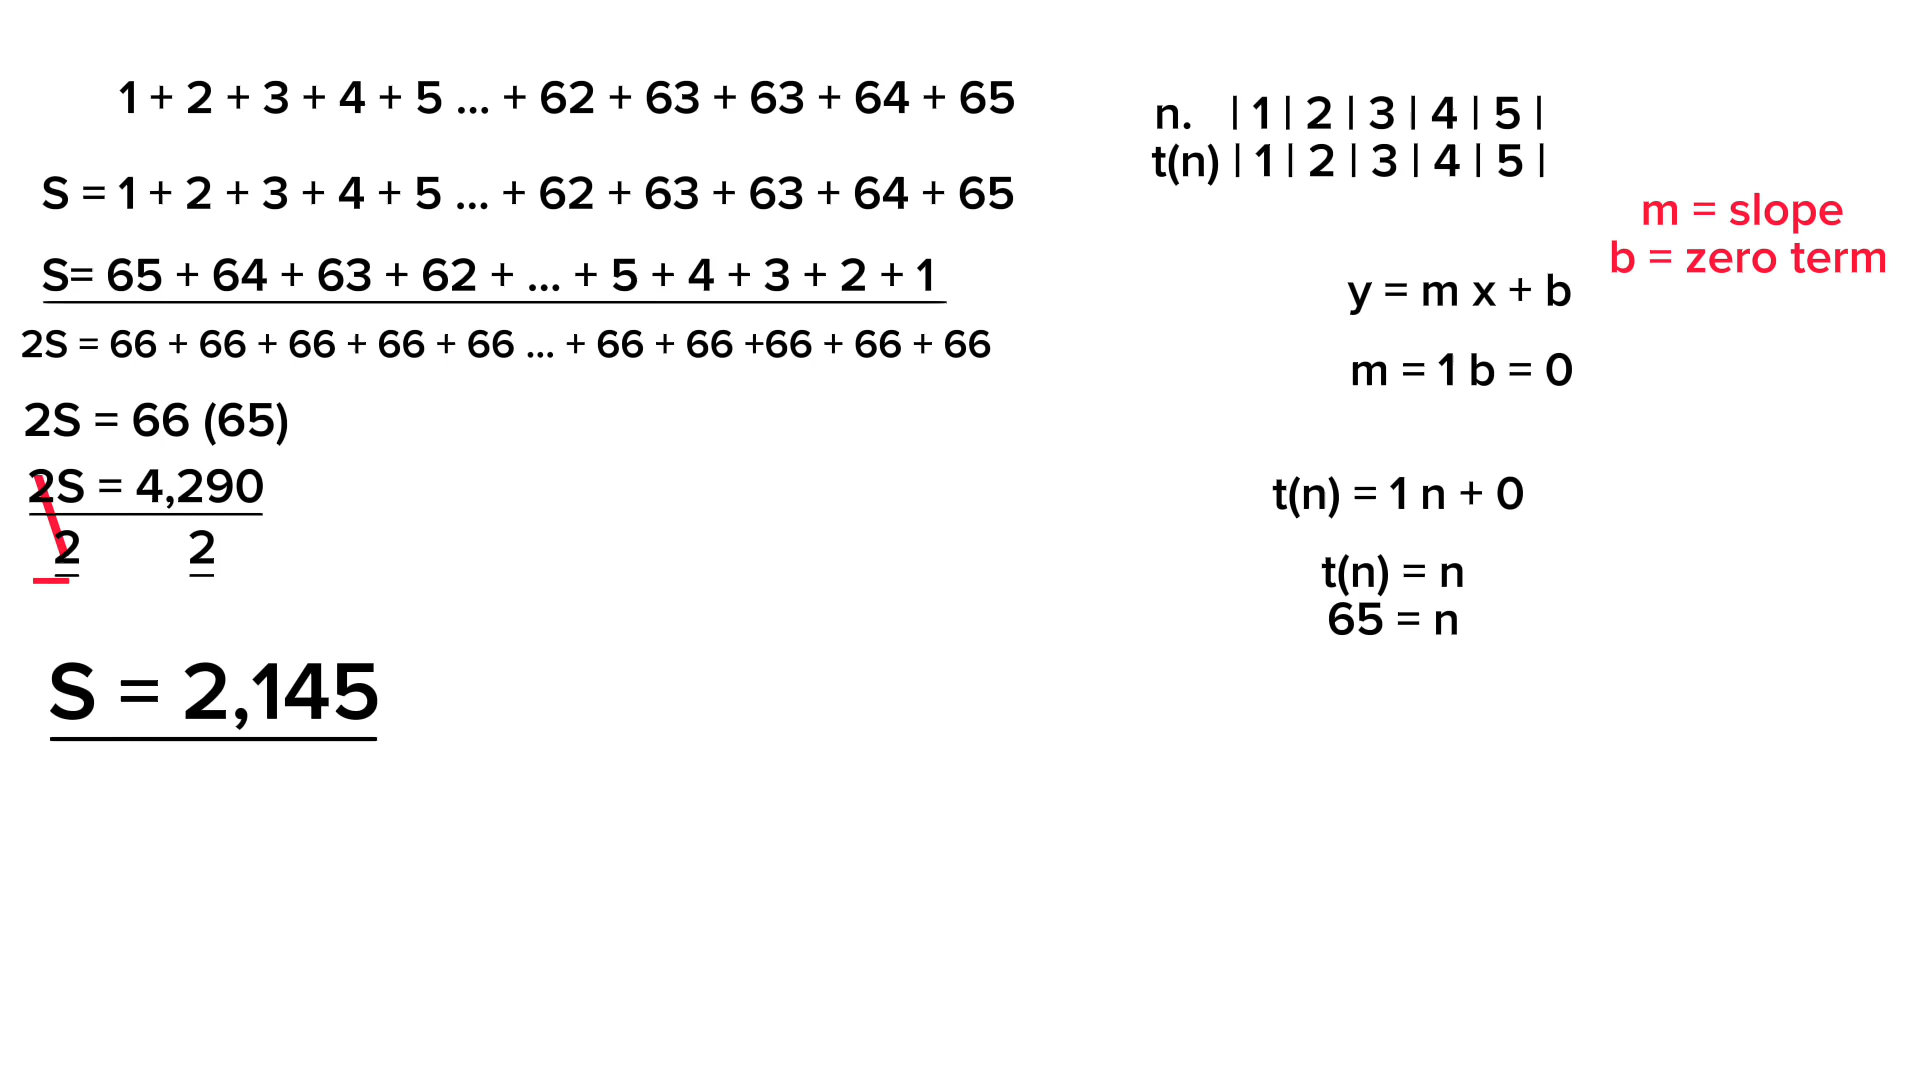 1 + 2 + 3 + 4 + 5 ... + 62 + 63 + 63 + 64 + 65
S = 1 + 2 + 3 + 4 + 5 ... + 62 + 63 + 63 + 64 + 65
S= 65 + 64 + 63 + 62 + ... + 5 + 4 + 3 + 2 + 1
2S = 66 + 66 + 66 + 66 + 66 ... + 66 + 66 +66 + 66 + 66
2S = 66 (65)
2S = 4,290
2 2
S = 2,145
n. | 1 | 2 | 3 | 4 | 5 |
t(n) | 1 | 2 | 3 | 4 | 5 |
m = slope
b = zero term
y = m x + b
m = 1 b = 0
t(n) = 1 n + 0
t(n) = n
65 = n